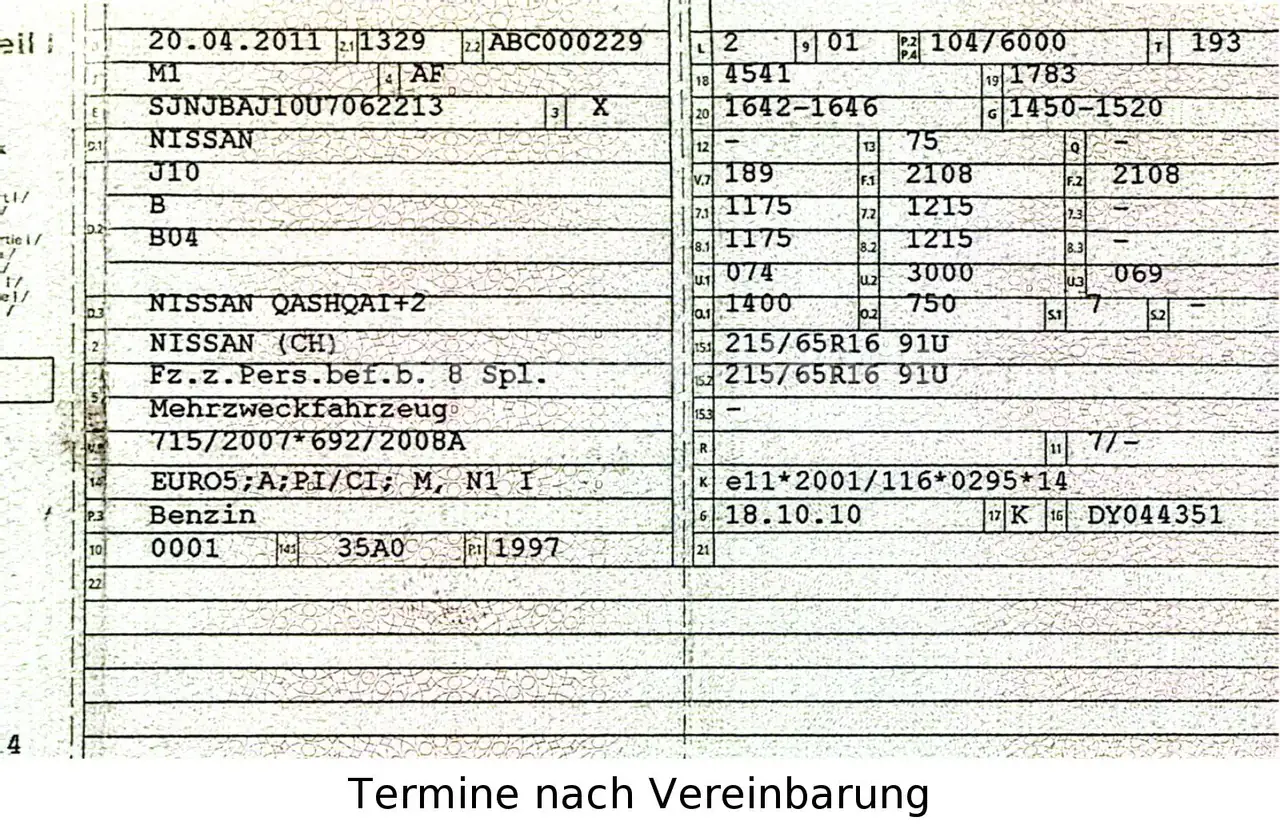 eil I
B 20.04.2011 2.1 1329 2.2 ABC000229 L 2 9 01 P.2 P.4 104/6000 T 193
J M1 4 AF 18 4541 19 1783
E SJNJBAJ10U7062213 3 X 20 1642-1646 G 1450-1520
D.1 NISSAN 12 - 13 75 Q -
J10 V.7 189 F.1 2108 F.2 2108
D.2 B 7.1 1175 7.2 1215 7.3 -
B04 8.1 1175 8.2 1215 8.3 -
U.1 074 U.2 3000 U.3 069
D.3 NISSAN QASHQAI+2 O.1 1400 O.2 750 S.1 7 S.2 -
2 NISSAN (CH) 15.1 215/65R16 91U
5 Fz.z.Pers.bef.b. 8 Spl. 15.2 215/65R16 91U
Mehrzweckfahrzeug 15.3 -
V.9 715/2007*692/2008A R 11 7/-
14 EURO5;A;PI/CI; M, N1 I K e11*2001/116*0295*14
P.3 Benzin 6 18.10.10 17 K 16 DY044351
10 0001 14.1 35A0 P.1 1997 21
22
4
Termine nach Vereinbarung